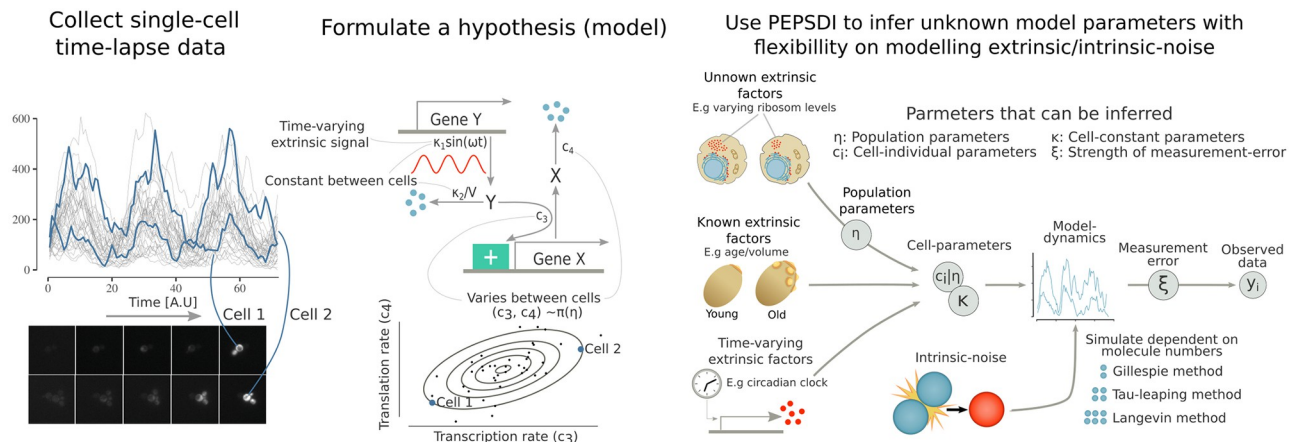 Collect single-cell
time-lapse data
600
400
200
0
0
20
40
60
Time [A.U]
Cell 1
Cell 2
Formulate a hypothesis (model)
Gene Y
Time-varying
extrinsic signal
κ₁sin(ωt)
Constant between cells
κ₂/V
Y
c₃
c₄
X
+
Gene X
Varies between cells
(c₃, c₄) ~π(η)
Translation rate (c₄)
Cell 2
Cell 1
Transcription rate (c₃)
Use PEPSDI to infer unknown model parameters with
flexibillity on modelling extrinsic/intrinsic-noise
Unnown extrinsic
factors
E.g varying ribosom levels
Parmeters that can be inferred
η: Population parameters
κ: Cell-constant parameters
cᵢ: Cell-individual parameters
ξ: Strength of measurement-error
Population
parameters
η
Known extrinsic
factors
E.g age/volume
Young
Old
Cell-parameters
cᵢ|η
κ
Model-
dynamics
Measurement
error
ξ
Observed
data
yᵢ
Time-varying
extrinsic factors
E.g circadian clock
Intrinsic-noise
Simulate dependent on
molecule numbers
Gillespie method
Tau-leaping method
Langevin method